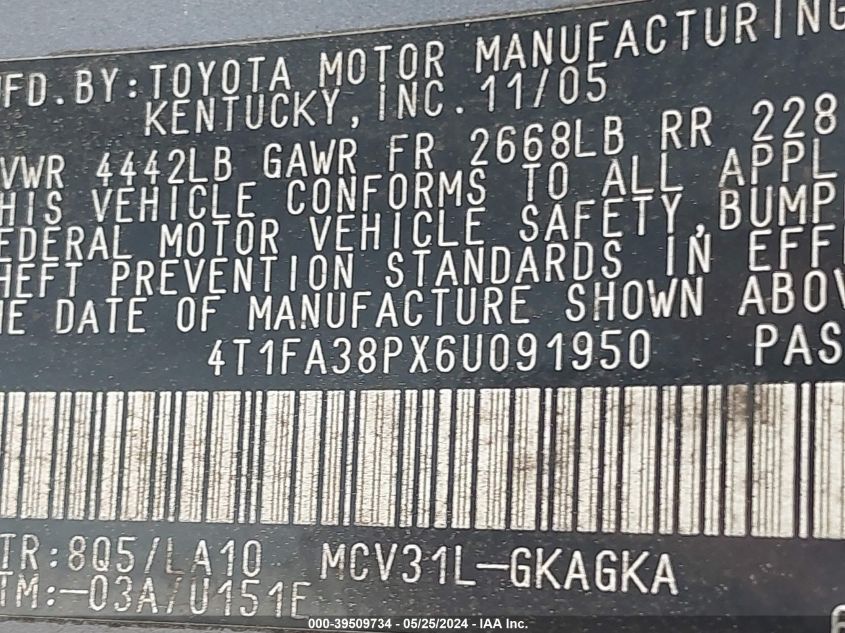 MFD. BY: TOYOTA MOTOR MANUFACTURING
KENTUCKY, INC. 11/05
VWR 4442LB GAWR FR 2668LB RR 228
HIS VEHICLE CONFORMS TO ALL APPL
EDERAL MOTOR VEHICLE SAFETY, BUMP
HEFT PREVENTION STANDARDS IN EFF
HE DATE OF MANUFACTURE SHOWN ABOV
4T1FA38PX6U091950 PAS
TR:8Q5/LA10 MCV31L-GKAGKA
TM:-03A/U151E
000-39509734 - 05/25/2024 - IAA Inc.